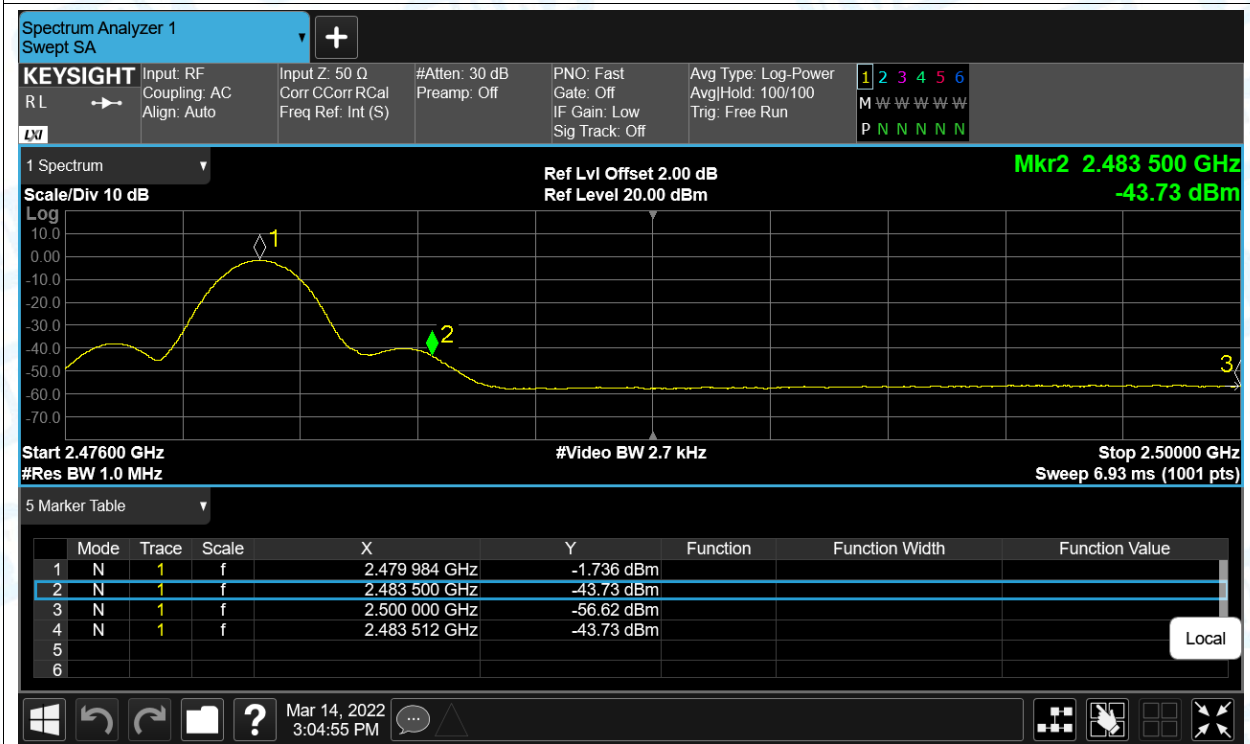 Spectrum Analyzer 1
Swept SA
KEYSIGHT
R L
LXI
Input: RF
Coupling: AC
Align: Auto
Input Z: 50 Ω
Corr CCorr RCal
Freq Ref: Int (S)
#Atten: 30 dB
Preamp: Off
PNO: Fast
Gate: Off
IF Gain: Low
Sig Track: Off
Avg Type: Log-Power
Avg|Hold: 100/100
Trig: Free Run
1 2 3 4 5 6
M W W W W W
P N N N N N
1 Spectrum
Scale/Div 10 dB
Ref Lvl Offset 2.00 dB
Ref Level 20.00 dBm
Mkr2 2.483 500 GHz
-43.73 dBm
Log
10.0
0.00
-10.0
-20.0
-30.0
-40.0
-50.0
-60.0
-70.0
1
2
3
Start 2.47600 GHz
#Res BW 1.0 MHz
#Video BW 2.7 kHz
Stop 2.50000 GHz
Sweep 6.93 ms (1001 pts)
5 Marker Table
Mode Trace Scale X Y Function Function Width Function Value
1 N 1 f 2.479 984 GHz -1.736 dBm
2 N 1 f 2.483 500 GHz -43.73 dBm
3 N 1 f 2.500 000 GHz -56.62 dBm
4 N 1 f 2.483 512 GHz -43.73 dBm
5
6
Local
?
Mar 14, 2022
3:04:55 PM